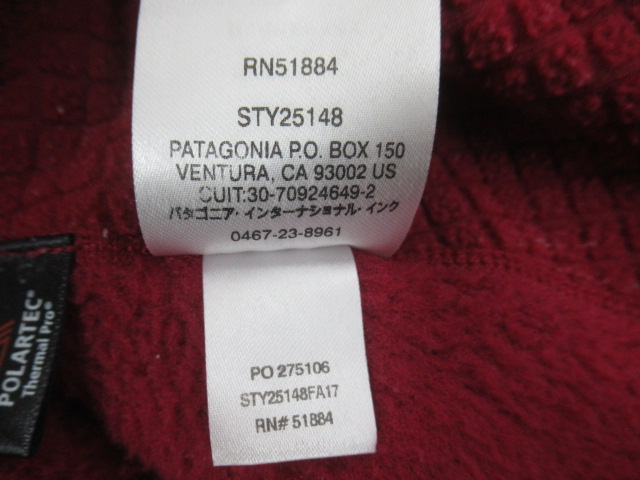 RN51884
STY25148
PATAGONIA P.O. BOX 150
VENTURA, CA 93002 US
CUIT:30-70924649-2
パタゴニア・インターナショナル・インク
0467-23-8961
PO 275106
STY25148FA17
RN# 51884
POLARTEC®
Thermal Pro®